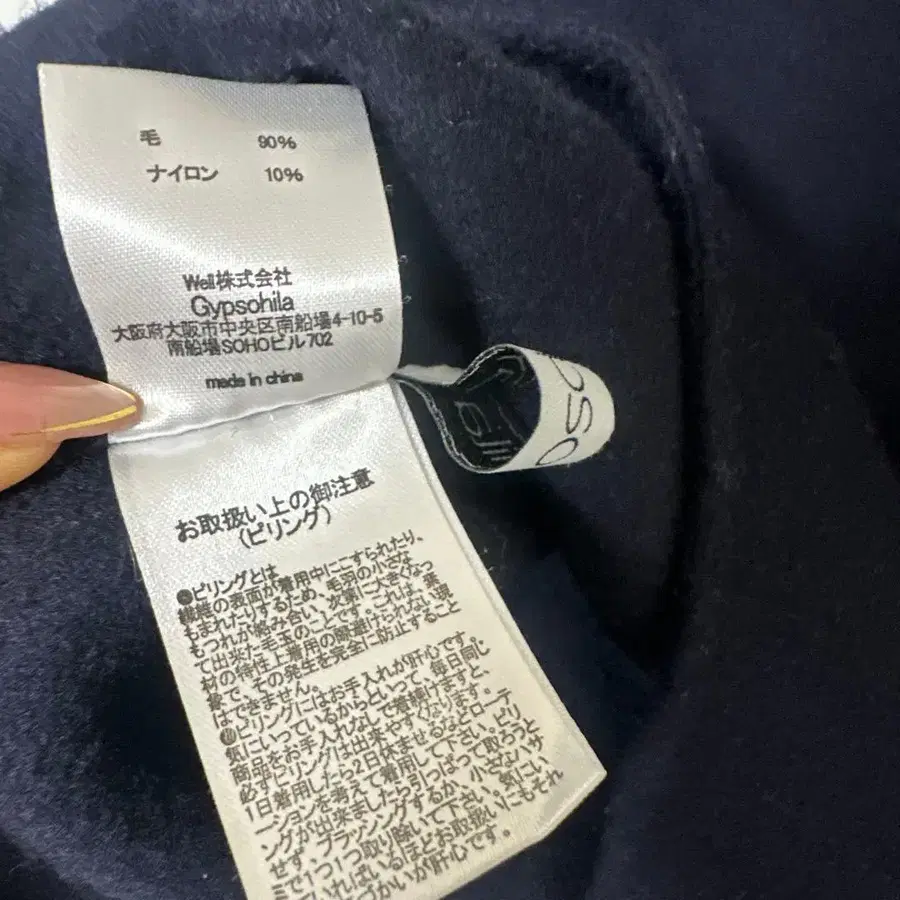 毛 90%
ナイロン 10%
Well株式会社
Gypsohila
大阪府大阪市中央区南船場4-10-5
南船場SOHOビル702
made in china
お取扱い上の御注意
(ピリング)
●ピリングとは
繊維の表面が着用中にこすられたり、
もまれたりするため、毛羽の小さな
もつれが絡み合い、次第に大きくなっ
て出来た毛玉のことです。これは、素
材の特性上着用の際避けられない現
象で、その発生を完全に防止すること
はできません。
●ピリングにはお手入れが肝心です。
気にいっているからといって、毎日同じ
商品をお手入れなしで着続けますと、
必ずピリングは出来やすくなります。
1日着用したら2日休ませるなどローテ
ーションを考えて着用して下さい。ピリ
ングが出来ましたら引っぱって取ろうと
せず、ブラッシングするか、小さなハサ
ミで1つ1つ取り除いて下さい。気にい
っていればいるほどお取扱いにもそれ
づかいが肝心です。
OSO